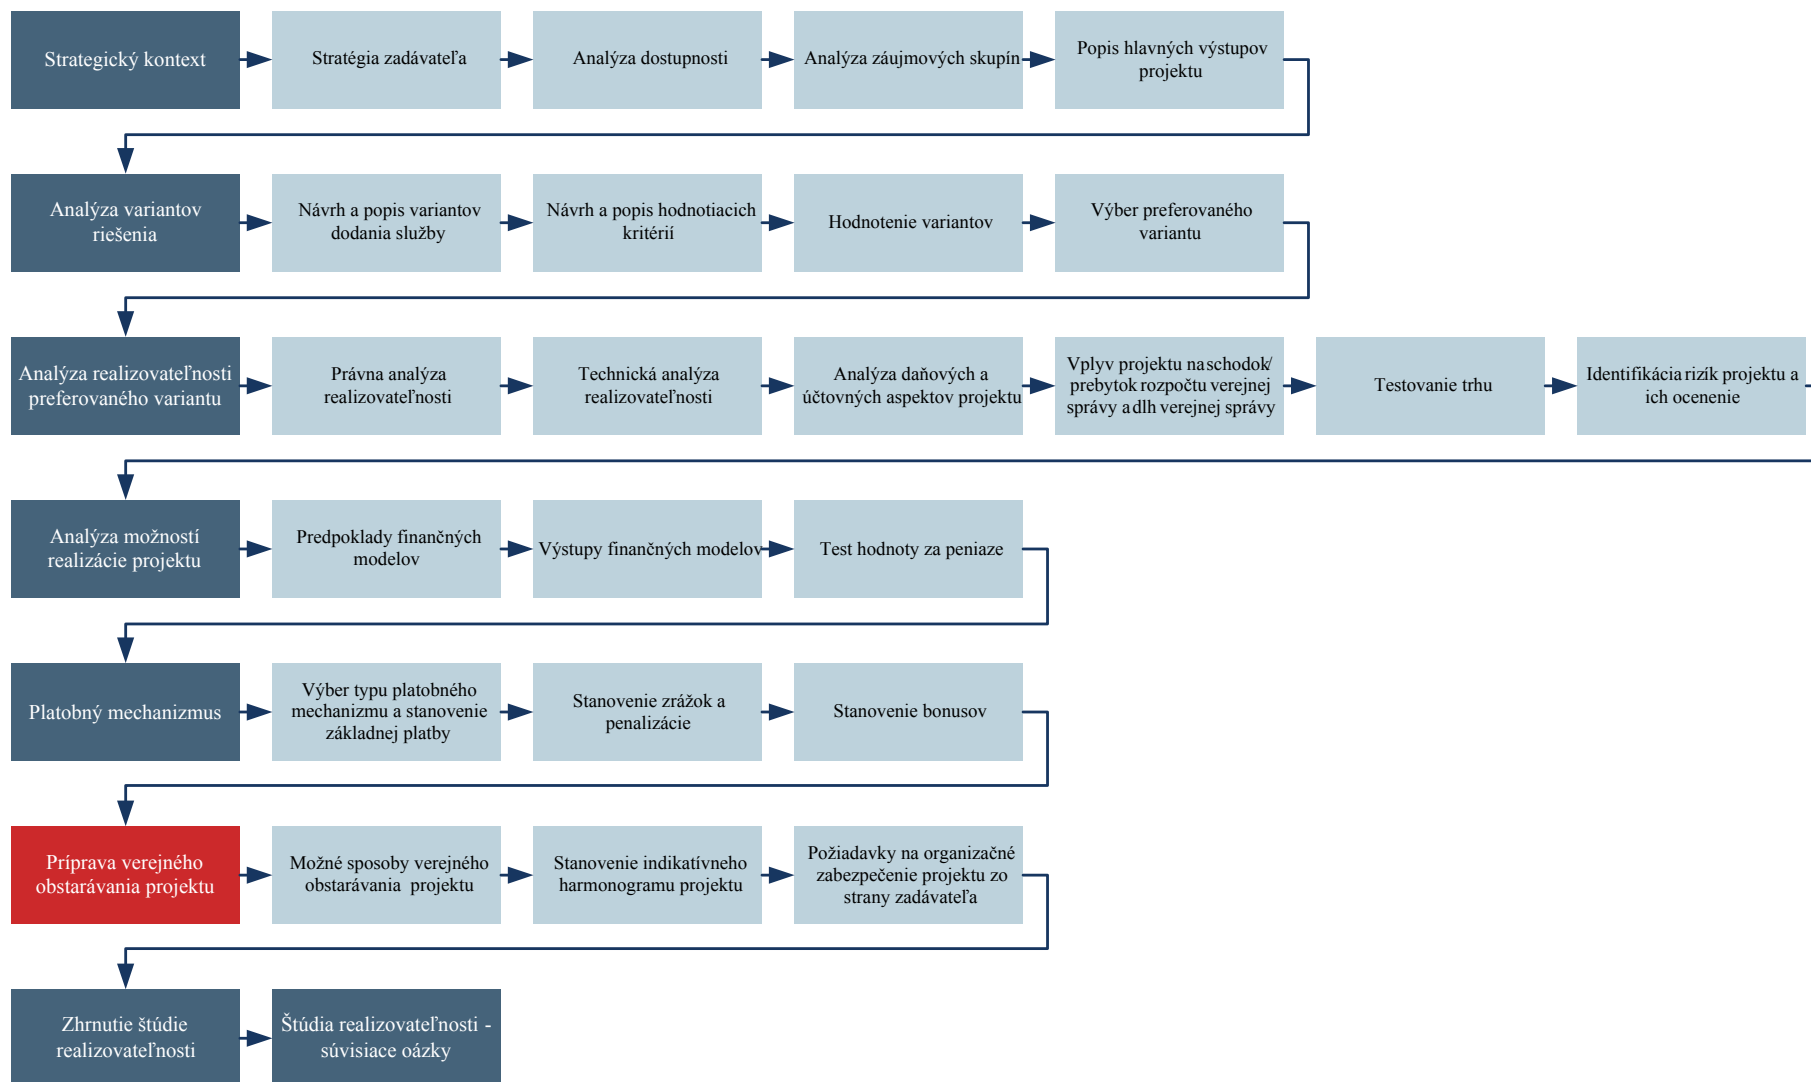 Strategický kontext
Stratégia zadávateľa
Analýza dostupnosti
Analýza záujmových skupín
Popis hlavných výstupov
projektu
Analýza variantov
riešenia
Návrh a popis variantov
dodania služby
Návrh a popis hodnotiacich
kritérií
Hodnotenie variantov
Výber preferovaného
variantu
Analýza realizovateľnosti
preferovaného variantu
Právna analýza
realizovateľnosti
Technická analýza
realizovateľnosti
Analýza daňových a
účtovných aspektov projektu
Vplyv projektu na schodok/
prebytok rozpočtu verejnej
správy a dlh verejnej správy
Testovanie trhu
Identifikácia rizík projektu a
ich ocenenie
Analýza možností
realizácie projektu
Predpoklady finančných
modelov
Výstupy finančných modelov
Test hodnoty za peniaze
Platobný mechanizmus
Výber typu platobného
mechanizmu a stanovenie
základnej platby
Stanovenie zrážok a
penalizácie
Stanovenie bonusov
Príprava verejného
obstarávania projektu
Možné sposoby verejného
obstarávania projektu
Stanovenie indikatívneho
harmonogramu projektu
Požiadavky na organizačné
zabezpečenie projektu zo
strany zadávateľa
Zhrnutie štúdie
realizovateľnosti
Štúdia realizovateľnosti -
súvisiace oázky